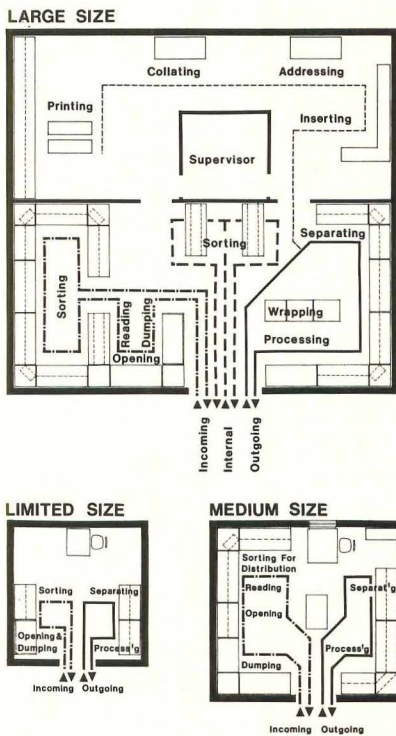 LARGE SIZE
Collating
Addressing
Printing
Inserting
Supervisor
Sorting
Separating
Sorting
Reading
Dumping
Wrapping
Processing
Opening
Incoming
Internal
Outgoing
LIMITED SIZE
Sorting
Separating
Opening &
Dumping
Process'g
Incoming
Outgoing
MEDIUM SIZE
Sorting For
Distribution
Reading
Separat'g
Opening
Process'g
Dumping
Incoming
Outgoing